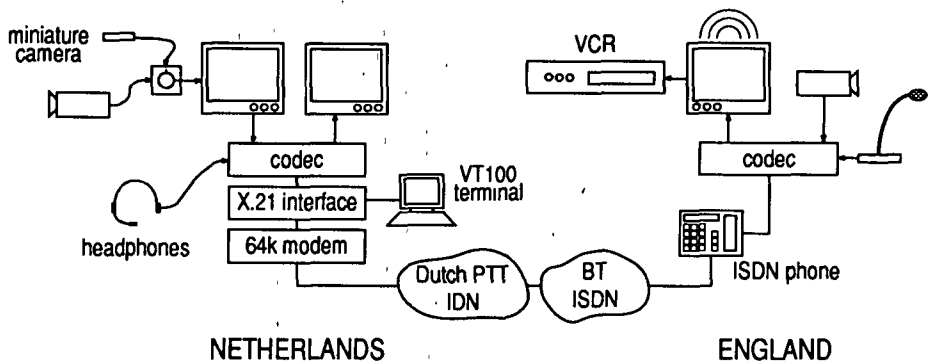 miniature
camera
VCR
codec
X.21 interface
64k modem
VT100
terminal
headphones
codec
ISDN phone
Dutch PTT
IDN
BT
ISDN
NETHERLANDS
ENGLAND